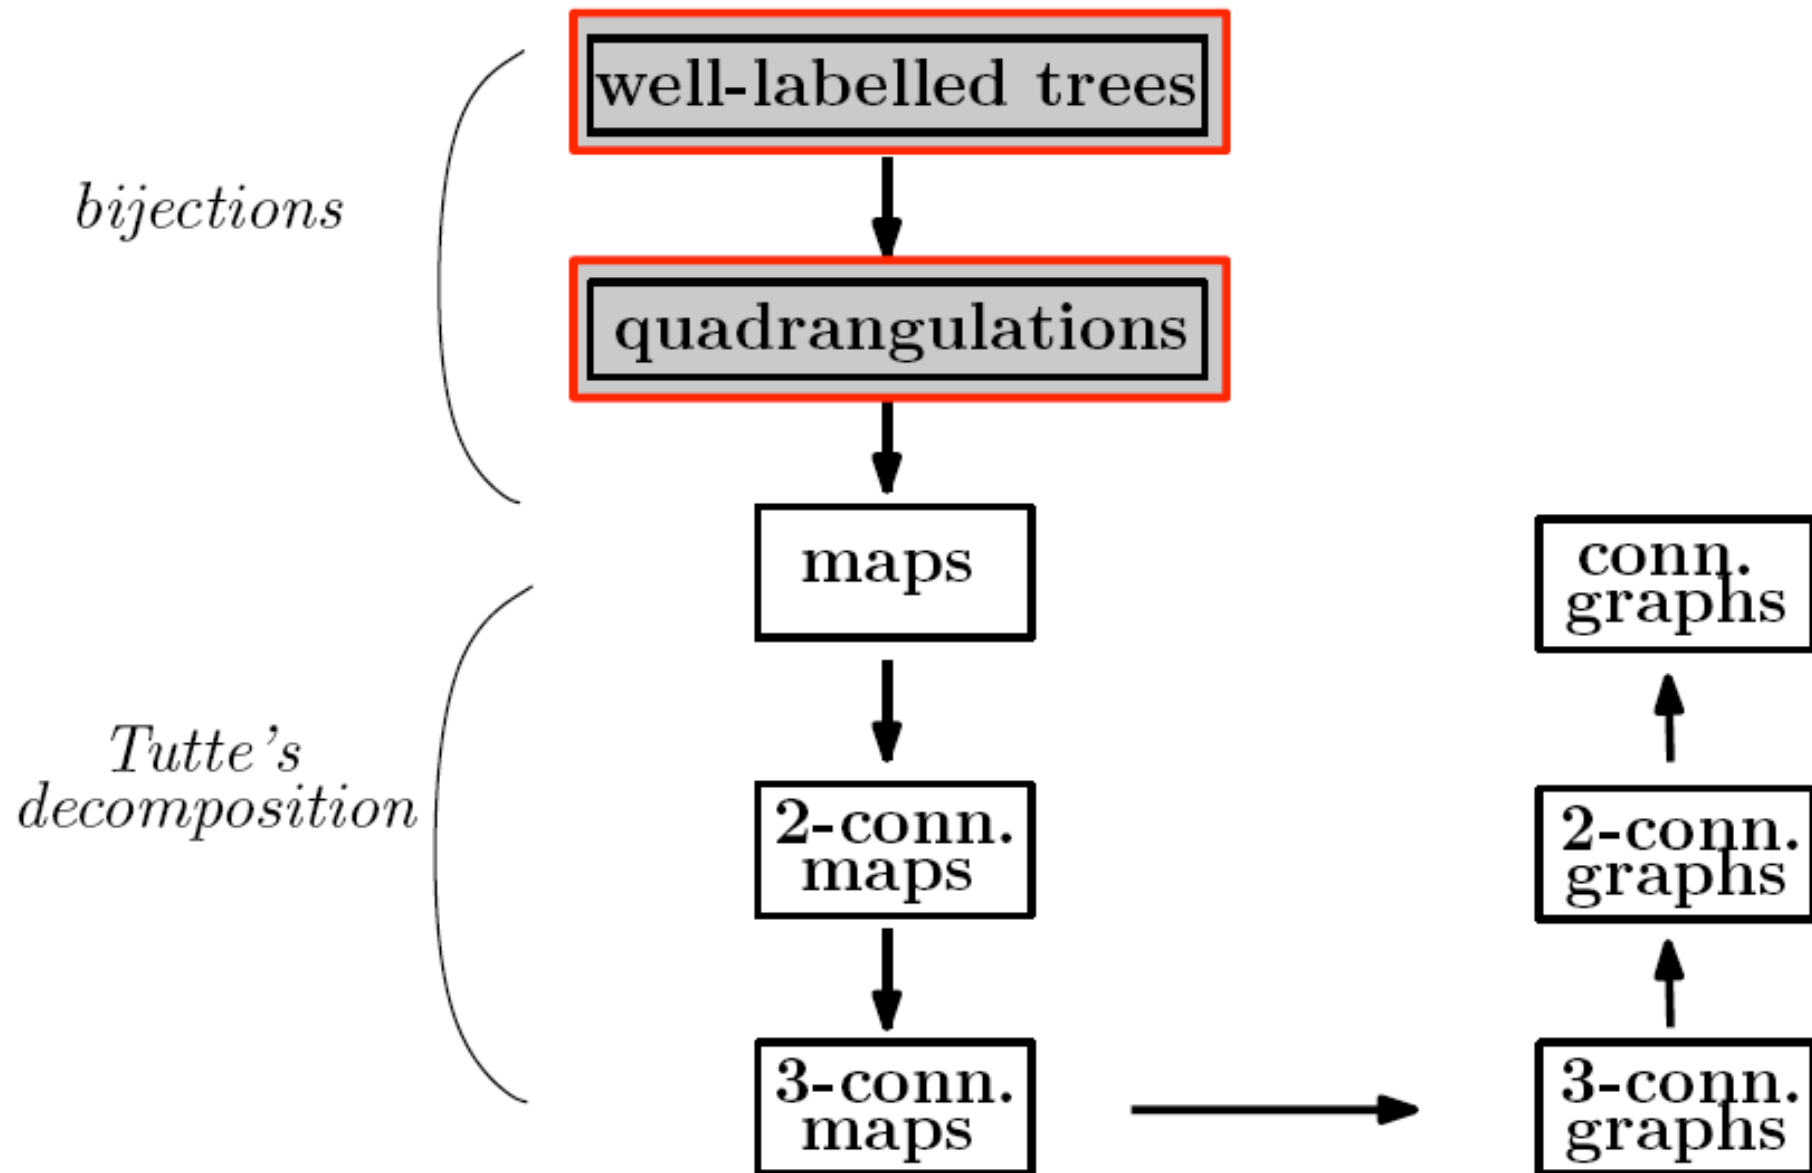 well-labelled trees
bijections
quadrangulations
maps
conn.
graphs
Tutte's
decomposition
2-conn.
maps
2-conn.
graphs
3-conn.
maps
3-conn.
graphs